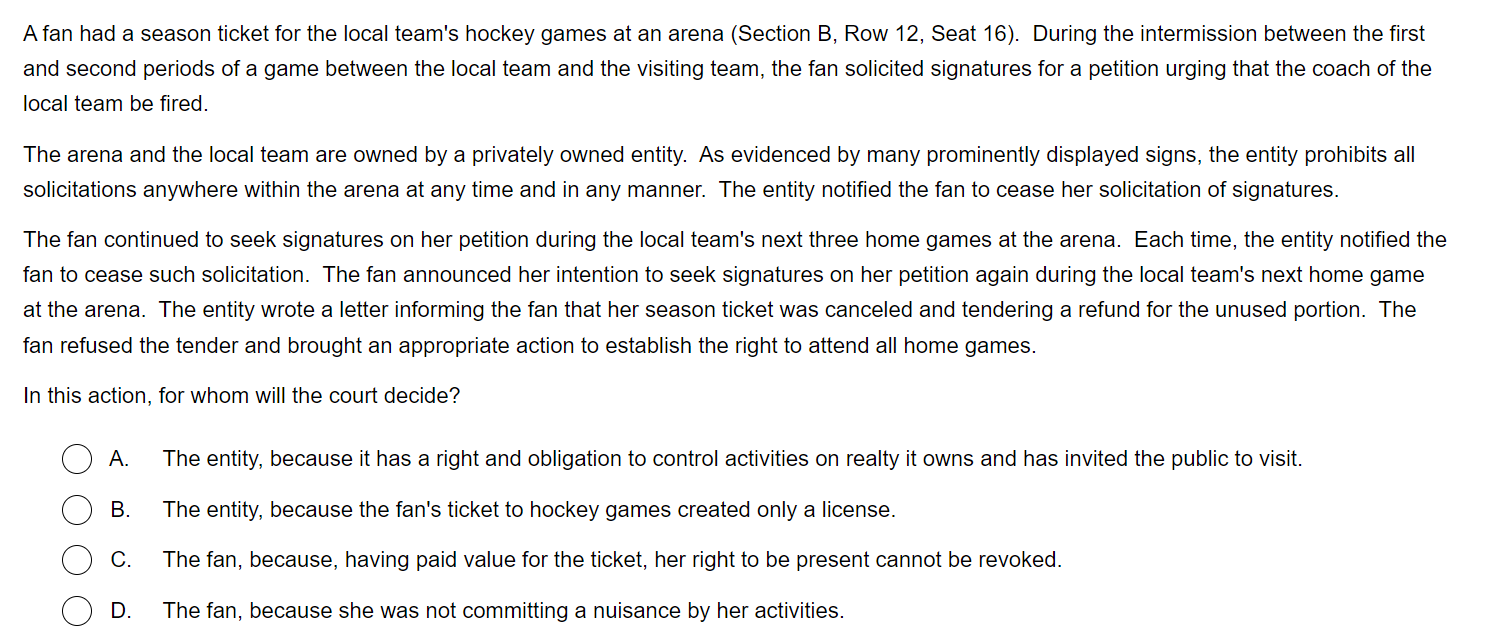 A fan had a season ticket for the local team's hockey games at an arena (Section B, Row 12, Seat 16).  During the intermission between the first
and second periods of a game between the local team and the visiting team, the fan solicited signatures for a petition urging that the coach of the
local team be fired.
The arena and the local team are owned by a privately owned entity.  As evidenced by many prominently displayed signs, the entity prohibits all
solicitations anywhere within the arena at any time and in any manner.  The entity notified the fan to cease her solicitation of signatures.
The fan continued to seek signatures on her petition during the local team's next three home games at the arena.  Each time, the entity notified the
fan to cease such solicitation.  The fan announced her intention to seek signatures on her petition again during the local team's next home game
at the arena.  The entity wrote a letter informing the fan that her season ticket was canceled and tendering a refund for the unused portion.  The
fan refused the tender and brought an appropriate action to establish the right to attend all home games.
In this action, for whom will the court decide?
A. The entity, because it has a right and obligation to control activities on realty it owns and has invited the public to visit.
B. The entity, because the fan's ticket to hockey games created only a license.
C. The fan, because, having paid value for the ticket, her right to be present cannot be revoked.
D. The fan, because she was not committing a nuisance by her activities.